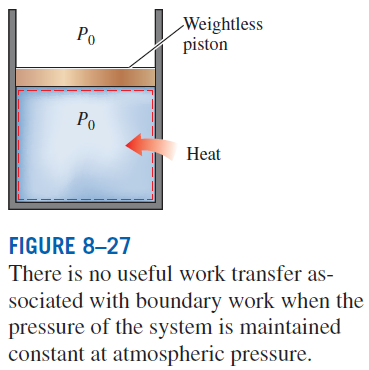 P0
Weightless
piston
P0
Heat
FIGURE 8–27
There is no useful work transfer as-
sociated with boundary work when the
pressure of the system is maintained
constant at atmospheric pressure.